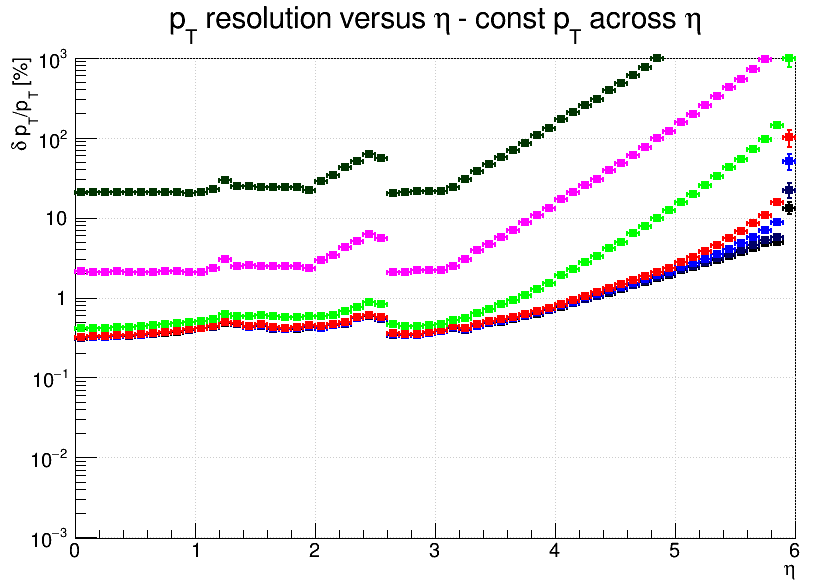 p_T resolution versus η - const p_T across η
δ p_T/p_T [%]
10^3
10^2
10
1
10^−1
10^−2
10^−3
0 1 2 3 4 5 6
η